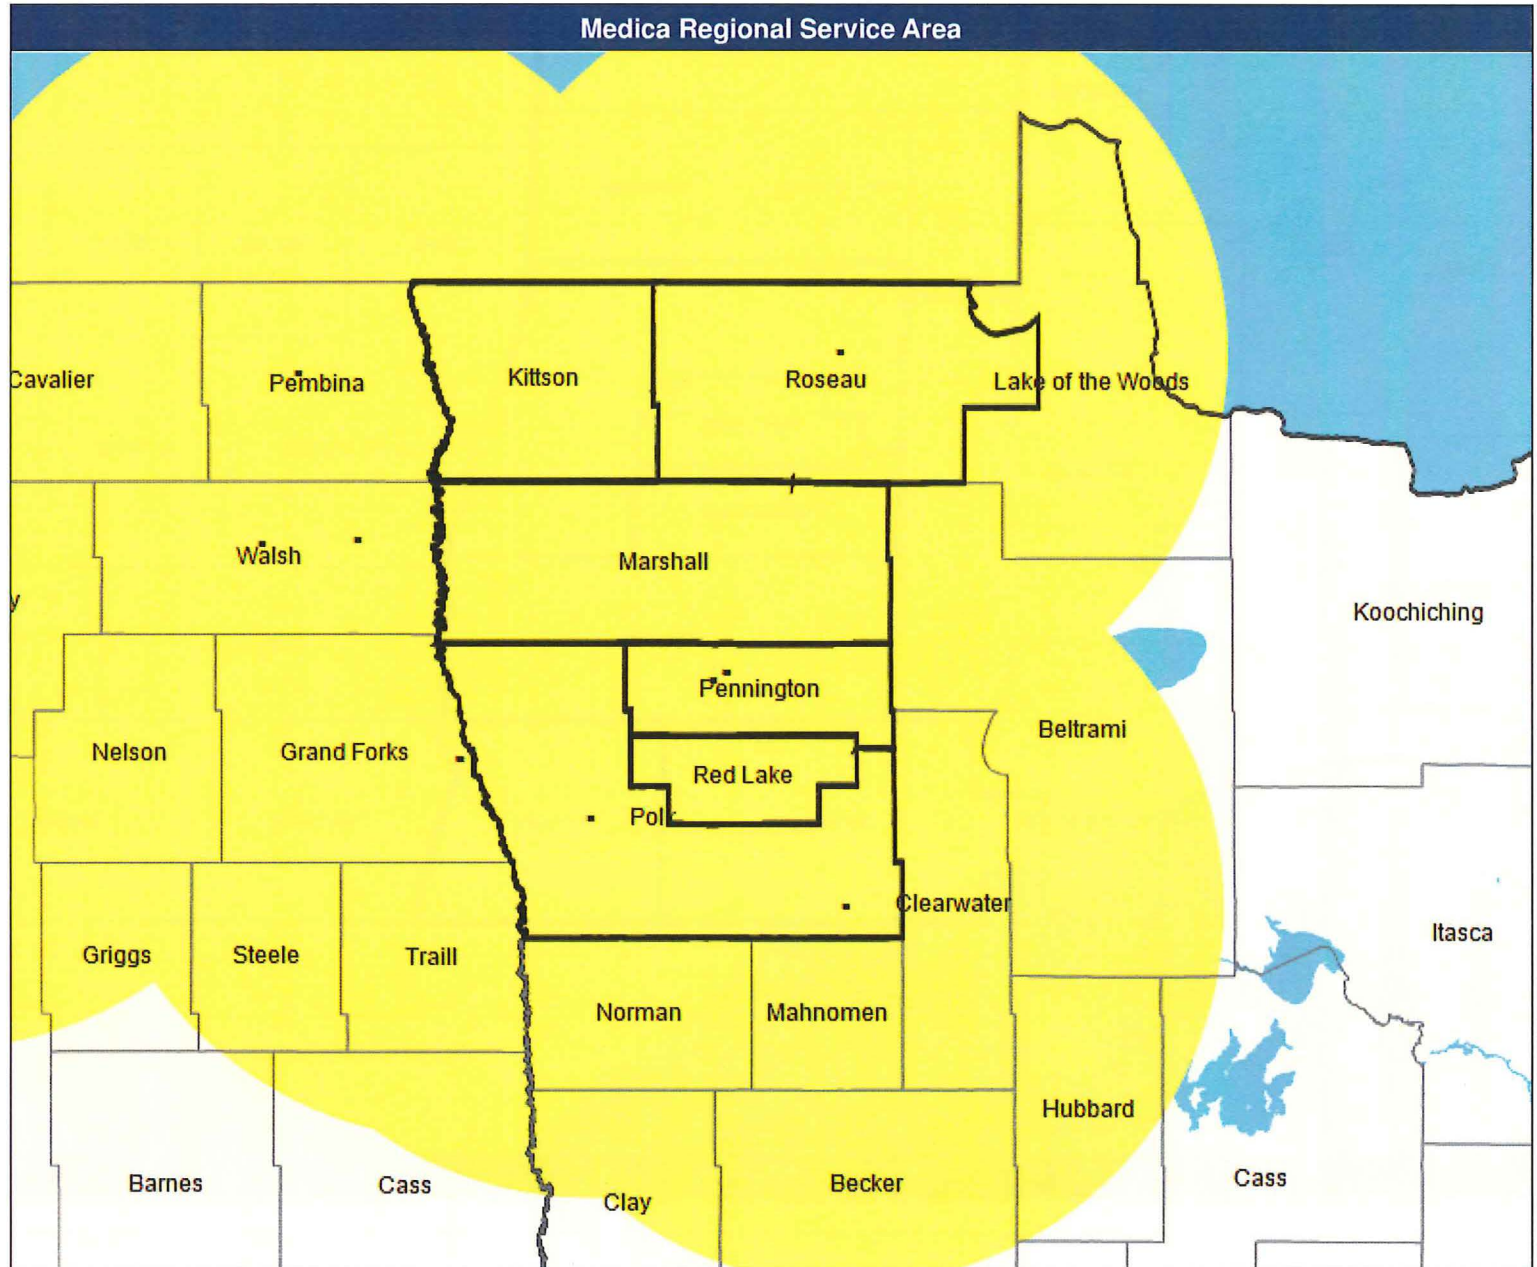 Medica Regional Service Area
Cavalier
Pembina
Kittson
Roseau
Lake of the Woods
Walsh
Marshall
y
Koochiching
Pennington
Nelson
Grand Forks
Red Lake
Beltrami
Polk
Clearwater
Griggs
Steele
Traill
Itasca
Norman
Mahnomen
Hubbard
Barnes
Cass
Clay
Becker
Cass